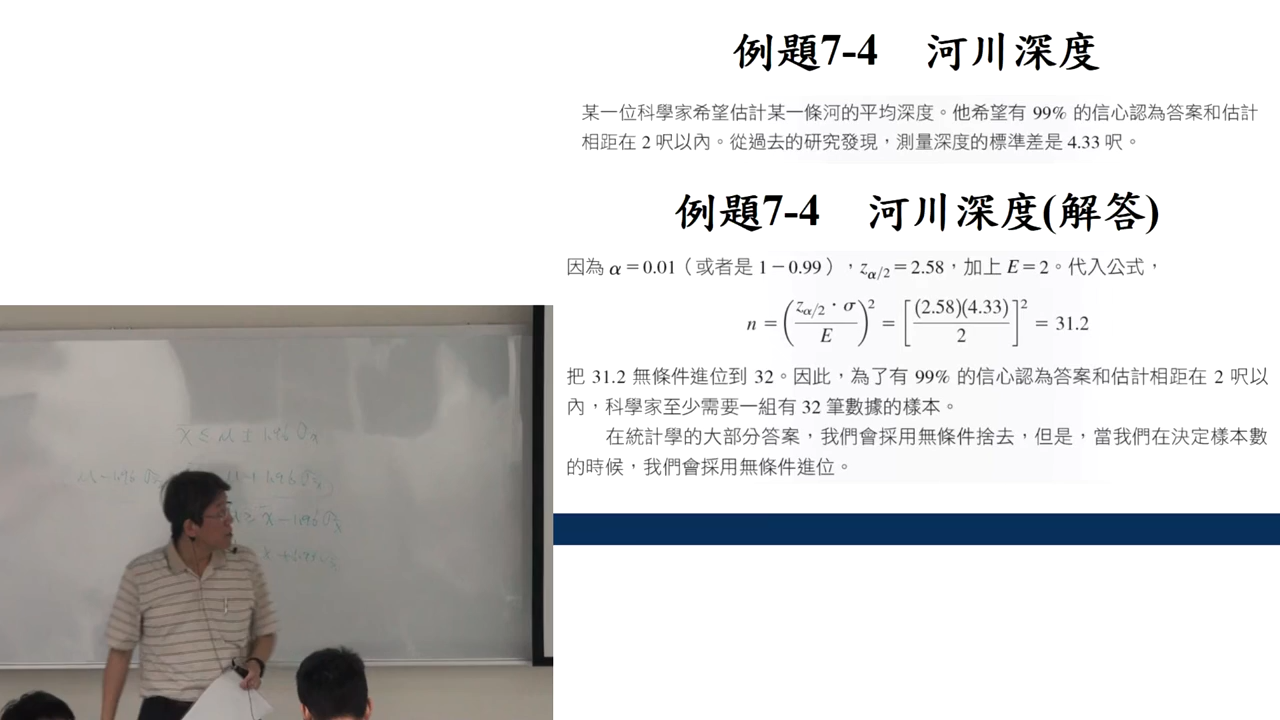 例題7-4　河川深度
某一位科學家希望估計某一條河的平均深度。他希望有 99% 的信心認為答案和估計
相距在 2 呎以內。從過去的研究發現，測量深度的標準差是 4.33 呎。
例題7-4　河川深度(解答)
因為 α = 0.01（或者是 1 − 0.99），zα/2 = 2.58，加上 E = 2。代入公式，
n = (zα/2 · σ / E)² = [(2.58)(4.33) / 2]² = 31.2
把 31.2 無條件進位到 32。因此，為了有 99% 的信心認為答案和估計相距在 2 呎以
內，科學家至少需要一組有 32 筆數據的樣本。
在統計學的大部分答案，我們會採用無條件捨去，但是，當我們在決定樣本數
的時候，我們會採用無條件進位。